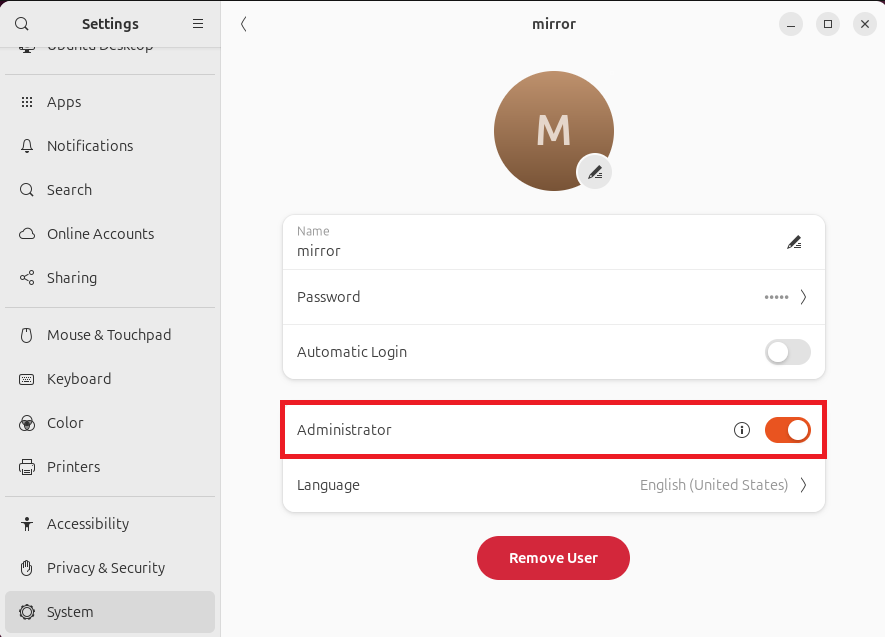 Settings
Ubuntu Desktop
Apps
Notifications
Search
Online Accounts
Sharing
Mouse & Touchpad
Keyboard
Color
Printers
Accessibility
Privacy & Security
System
mirror
M
Name
mirror
Password •••••
Automatic Login
Administrator
Language English (United States)
Remove User